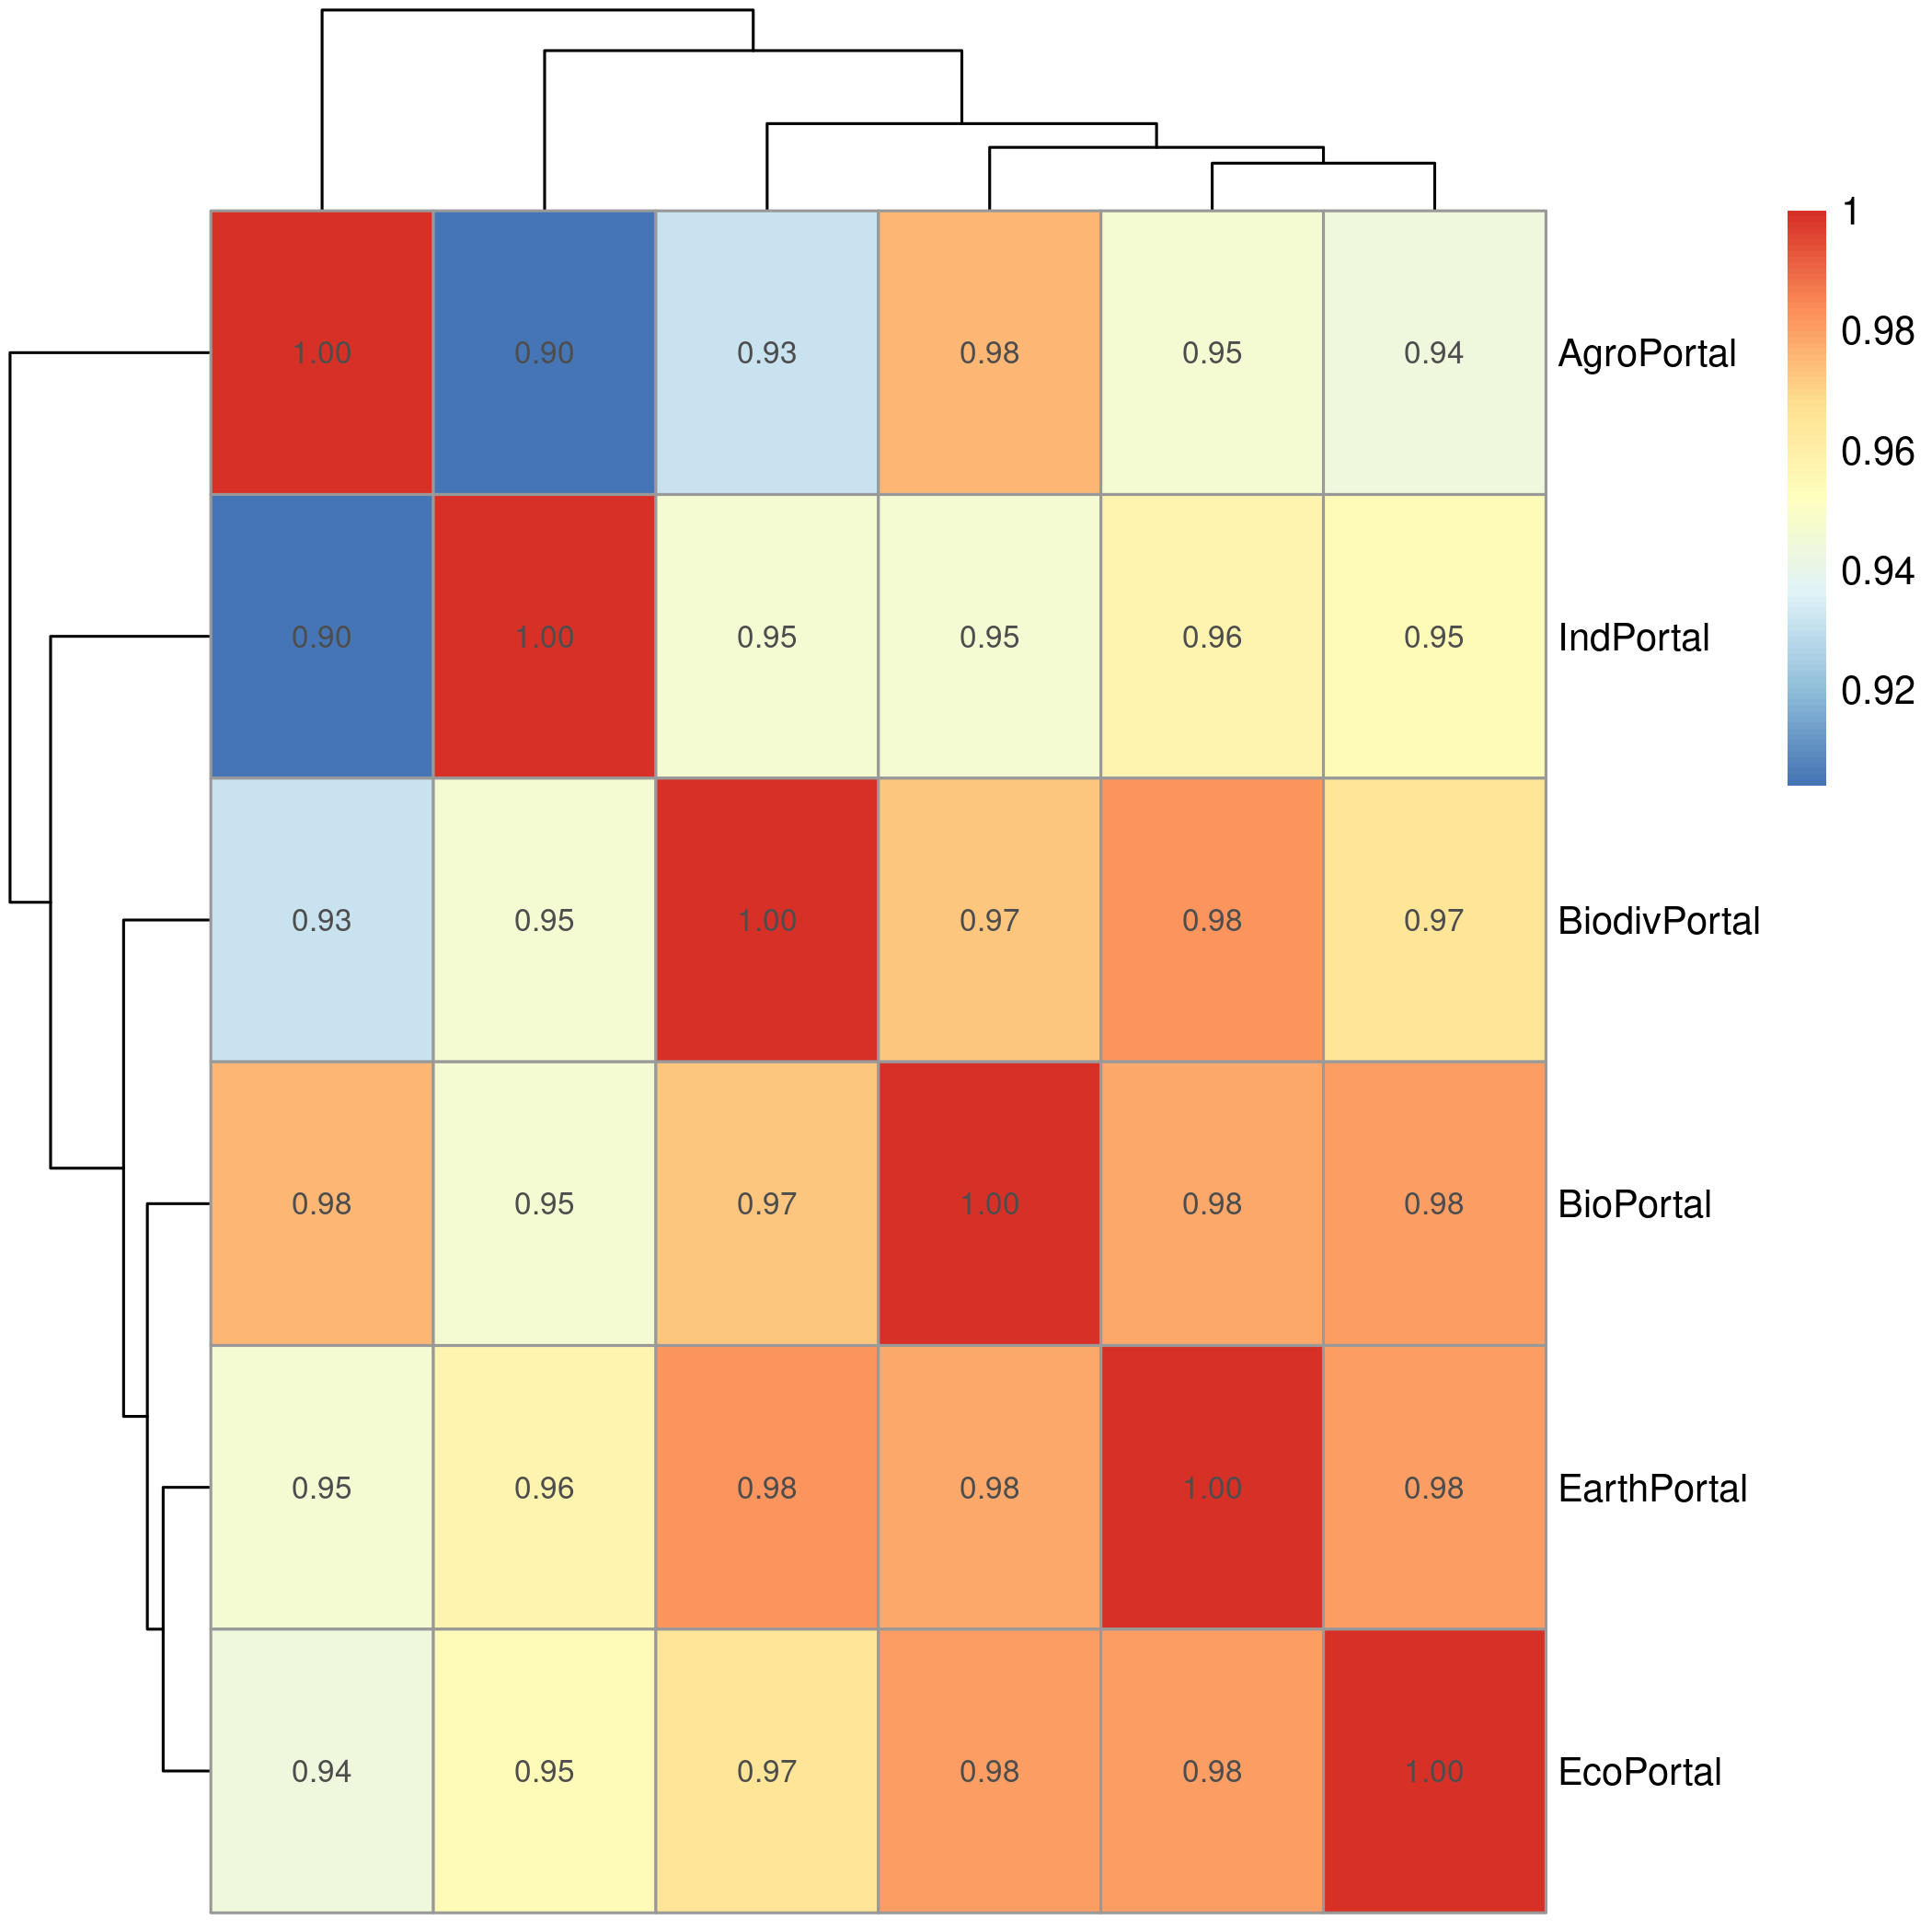 1
0.98
0.96
0.94
0.92
1.00 0.90 0.93 0.98 0.95 0.94 AgroPortal
0.90 1.00 0.95 0.95 0.96 0.95 IndPortal
0.93 0.95 1.00 0.97 0.98 0.97 BiodivPortal
0.98 0.95 0.97 1.00 0.98 0.98 BioPortal
0.95 0.96 0.98 0.98 1.00 0.98 EarthPortal
0.94 0.95 0.97 0.98 0.98 1.00 EcoPortal